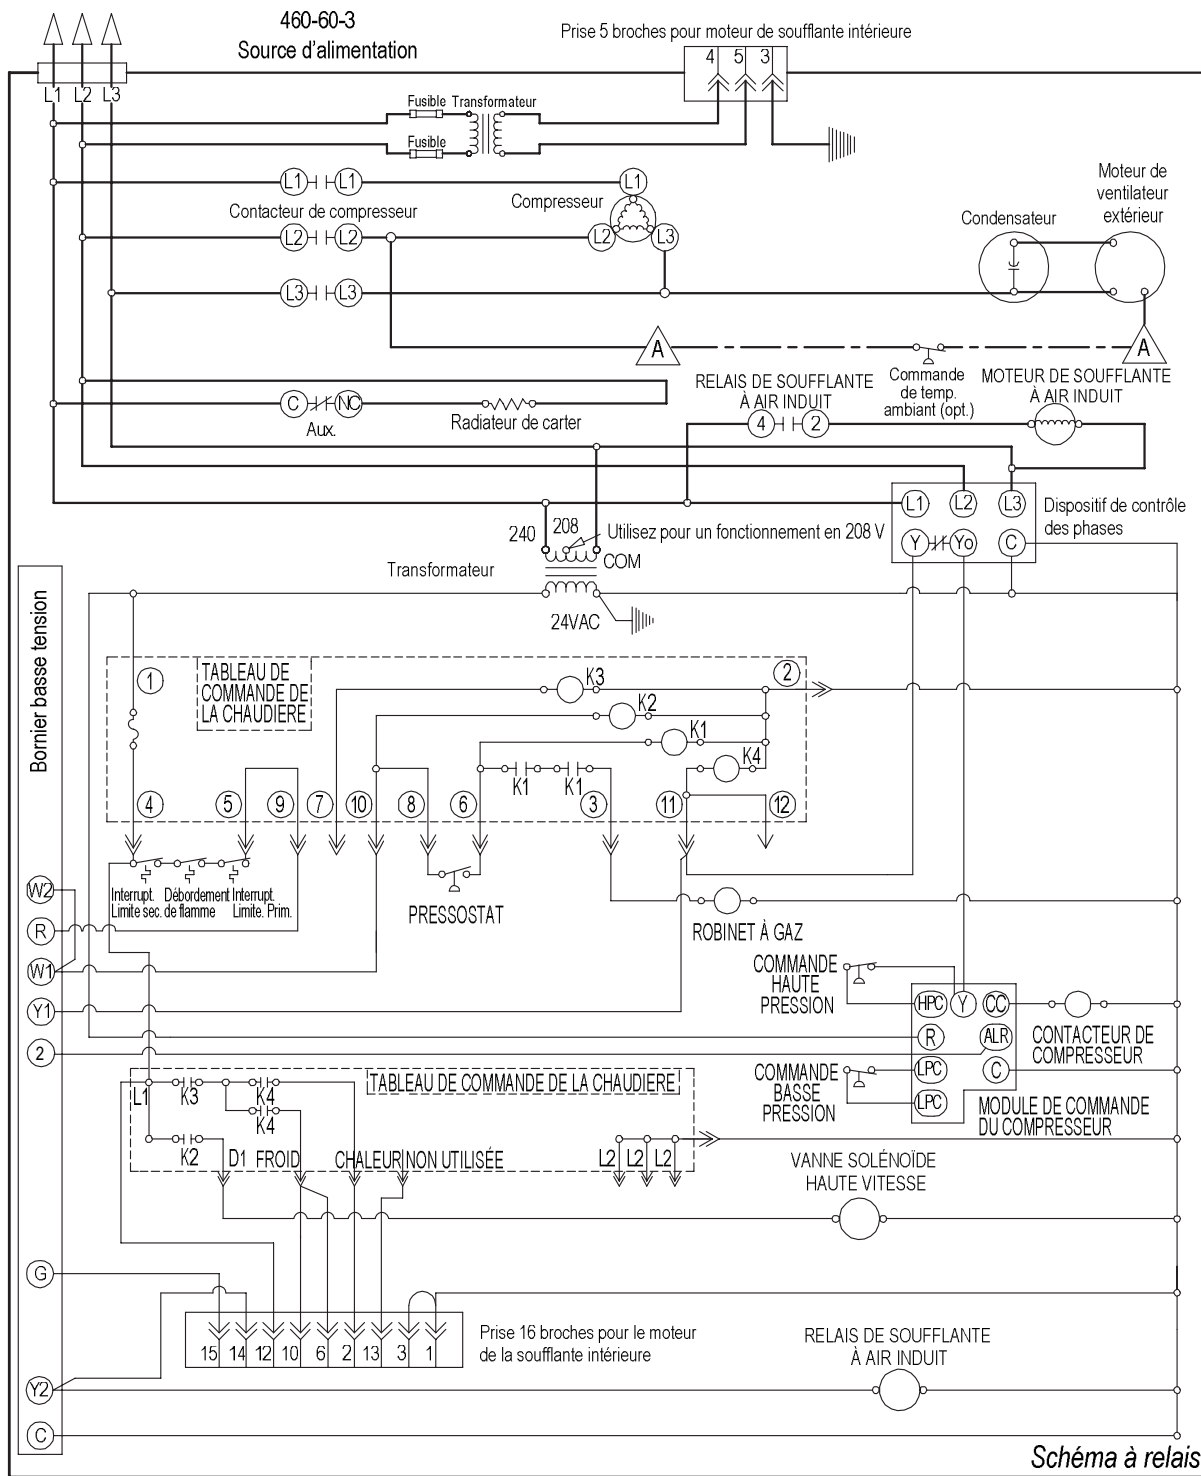 460-60-3
Source d'alimentation
Prise 5 broches pour moteur de soufflante intérieure
4 5 3
L1 L2 L3
Fusible Transformateur
Fusible
L1 L1
L1
Contacteur de compresseur
Compresseur
L2 L2
L2 L3
L3 L3
Condensateur
Moteur de
ventilateur
extérieur
A
A
Commande
de temp.
ambiant (opt.)
RELAIS DE SOUFFLANTE
À AIR INDUIT
4 2
MOTEUR DE SOUFFLANTE
À AIR INDUIT
C NC
Aux.
Radiateur de carter
L1 L2 L3
Y Yo C
Dispositif de contrôle
des phases
240 208
Utilisez pour un fonctionnement en 208 V
COM
Transformateur
24VAC
Bornier basse tension
1
TABLEAU DE
COMMANDE DE
LA CHAUDIERE
K3
2
K2
K1
K4
K1 K1
4 5 9 7 10 8 6 3 11 12
Interrupt.
Limite sec.
Débordement
de flamme
Interrupt.
Limite. Prim.
PRESSOSTAT
ROBINET À GAZ
W2
R
W1
Y1
2
COMMANDE
HAUTE
PRESSION
HPC Y CC
R ALR
LPC C
LPC
CONTACTEUR DE
COMPRESSEUR
COMMANDE
BASSE
PRESSION
MODULE DE COMMANDE
DU COMPRESSEUR
TABLEAU DE COMMANDE DE LA CHAUDIERE
L1 K3 K4
K4
K2
D1 FROID CHALEUR NON UTILISÉE
L2 L2 L2
VANNE SOLÉNOÏDE
HAUTE VITESSE
G
15 14 12 10 6 2 13 3 1
Prise 16 broches pour le moteur
de la soufflante intérieure
RELAIS DE SOUFFLANTE
À AIR INDUIT
Y2
C
Schéma à relais